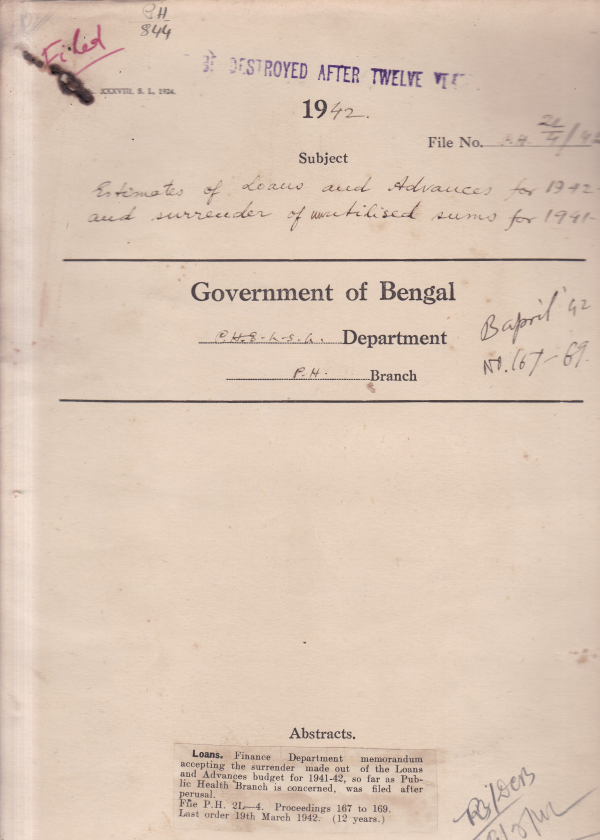 PH
844
Filed
BE DESTROYED AFTER TWELVE
XXXVIII. S. L. 1924.
1942.
File No. P.H. 2L/4/42
Subject
Estimates of Loans and Advances for 1942-
and surrender of unutilised sums for 1941-
Government of Bengal
P.H. & L.S.G. Department
P.H. Branch
B april '42
No. 167-69.
Abstracts.
Loans. Finance Department memorandum
accepting the surrender made out of the Loans
and Advances budget for 1941-42, so far as Pub-
lic Health Branch is concerned, was filed after
perusal.
File P.H. 2L—4. Proceedings 167 to 169.
Last order 19th March 1942. (12 years.)